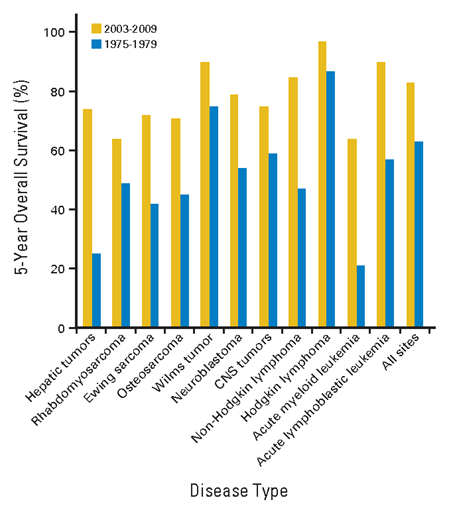 2003-2009
1975-1979
5-Year Overall Survival (%)
100
80
60
40
20
0
Hepatic tumors
Rhabdomyosarcoma
Ewing sarcoma
Osteosarcoma
Wilms tumor
Neuroblastoma
CNS tumors
Non-Hodgkin lymphoma
Hodgkin lymphoma
Acute myeloid leukemia
Acute lymphoblastic leukemia
All sites
Disease Type